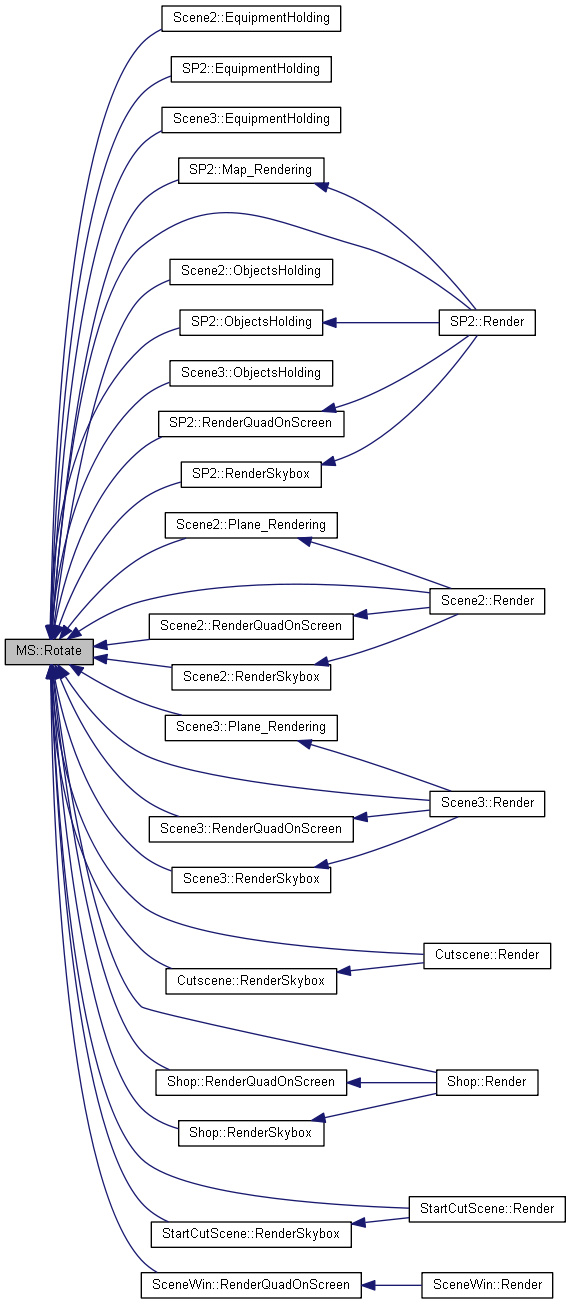 Scene2::EquipmentHolding
SP2::EquipmentHolding
Scene3::EquipmentHolding
SP2::Map_Rendering
Scene2::ObjectsHolding
SP2::ObjectsHolding
SP2::Render
Scene3::ObjectsHolding
SP2::RenderQuadOnScreen
SP2::RenderSkybox
Scene2::Plane_Rendering
Scene2::Render
Scene2::RenderQuadOnScreen
MS::Rotate
Scene2::RenderSkybox
Scene3::Plane_Rendering
Scene3::Render
Scene3::RenderQuadOnScreen
Scene3::RenderSkybox
Cutscene::Render
Cutscene::RenderSkybox
Shop::RenderQuadOnScreen
Shop::Render
Shop::RenderSkybox
StartCutScene::Render
StartCutScene::RenderSkybox
SceneWin::RenderQuadOnScreen
SceneWin::Render